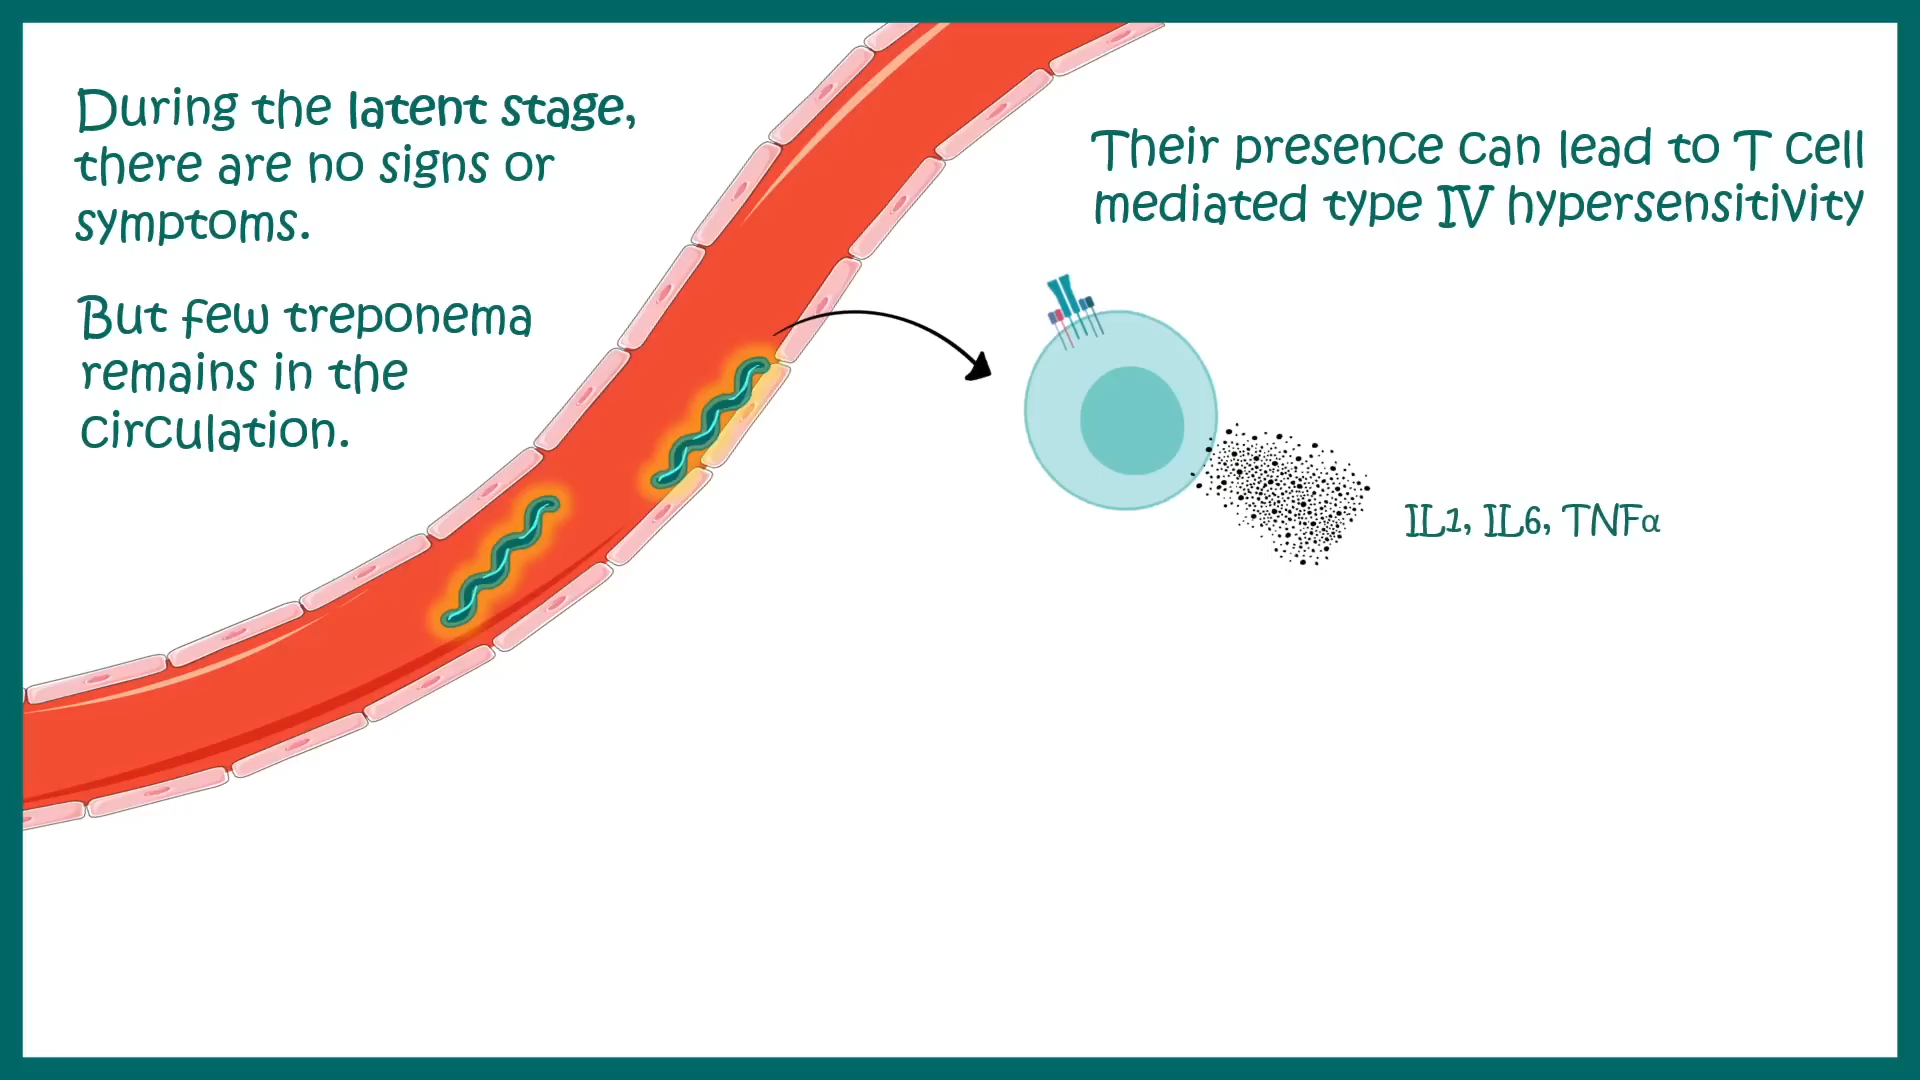 During the latent stage,
there are no signs or
symptoms.
But few treponema
remains in the
circulation.
Their presence can lead to T cell
mediated type IV hypersensitivity
IL1, IL6, TNFα